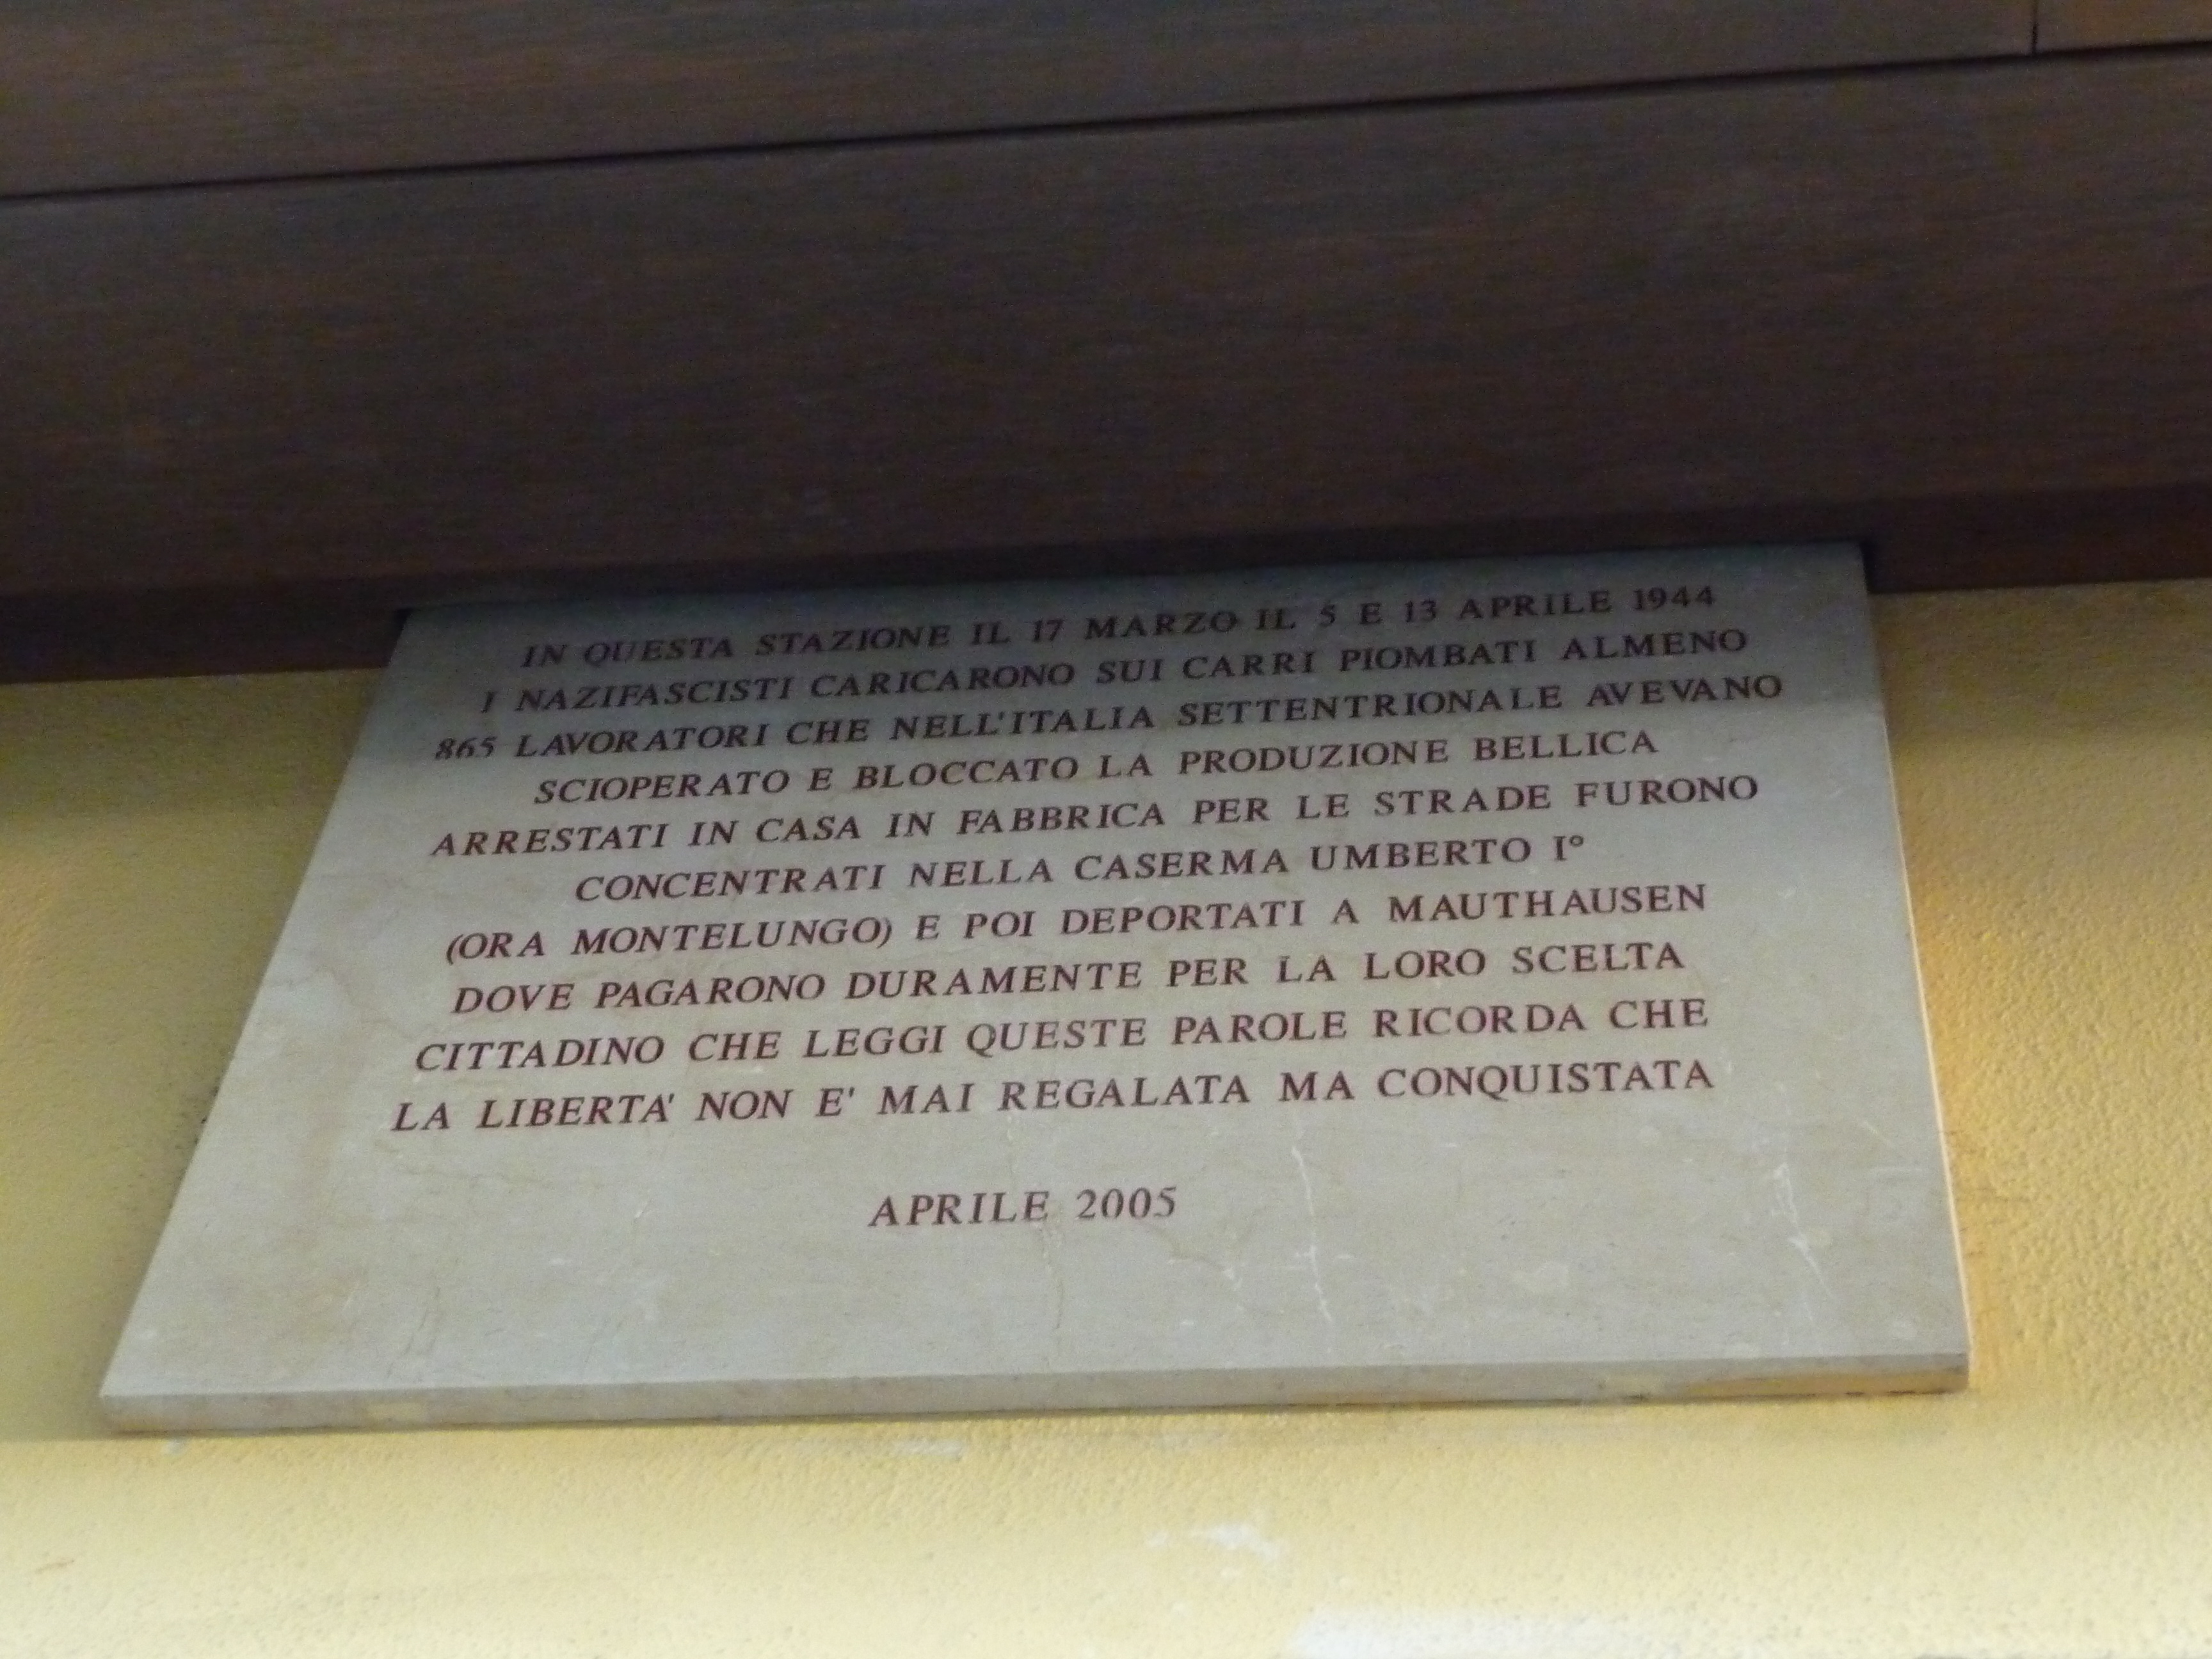 IN QUESTA STAZIONE IL 17 MARZO IL 5 E 13 APRILE 1944
I NAZIFASCISTI CARICARONO SUI CARRI PIOMBATI ALMENO
865 LAVORATORI CHE NELL'ITALIA SETTENTRIONALE AVEVANO
SCIOPERATO E BLOCCATO LA PRODUZIONE BELLICA
ARRESTATI IN CASA IN FABBRICA PER LE STRADE FURONO
CONCENTRATI NELLA CASERMA UMBERTO I°
(ORA MONTELUNGO) E POI DEPORTATI A MAUTHAUSEN
DOVE PAGARONO DURAMENTE PER LA LORO SCELTA
CITTADINO CHE LEGGI QUESTE PAROLE RICORDA CHE
LA LIBERTA' NON E' MAI REGALATA MA CONQUISTATA
APRILE 2005